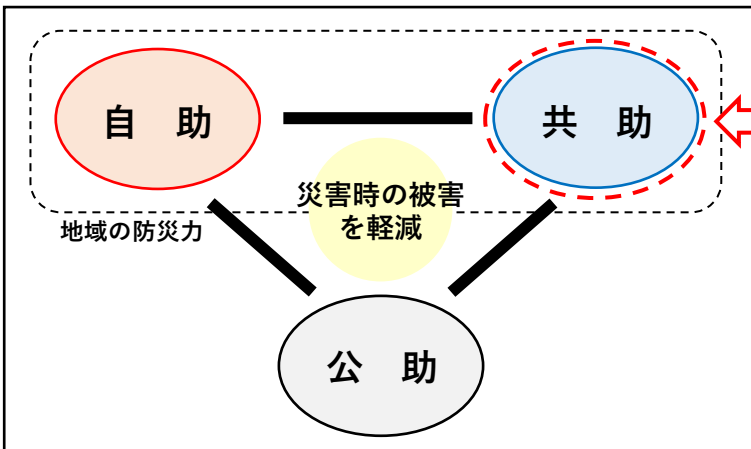 自　助
共　助
災害時の被害
を軽減
地域の防災力
公　助